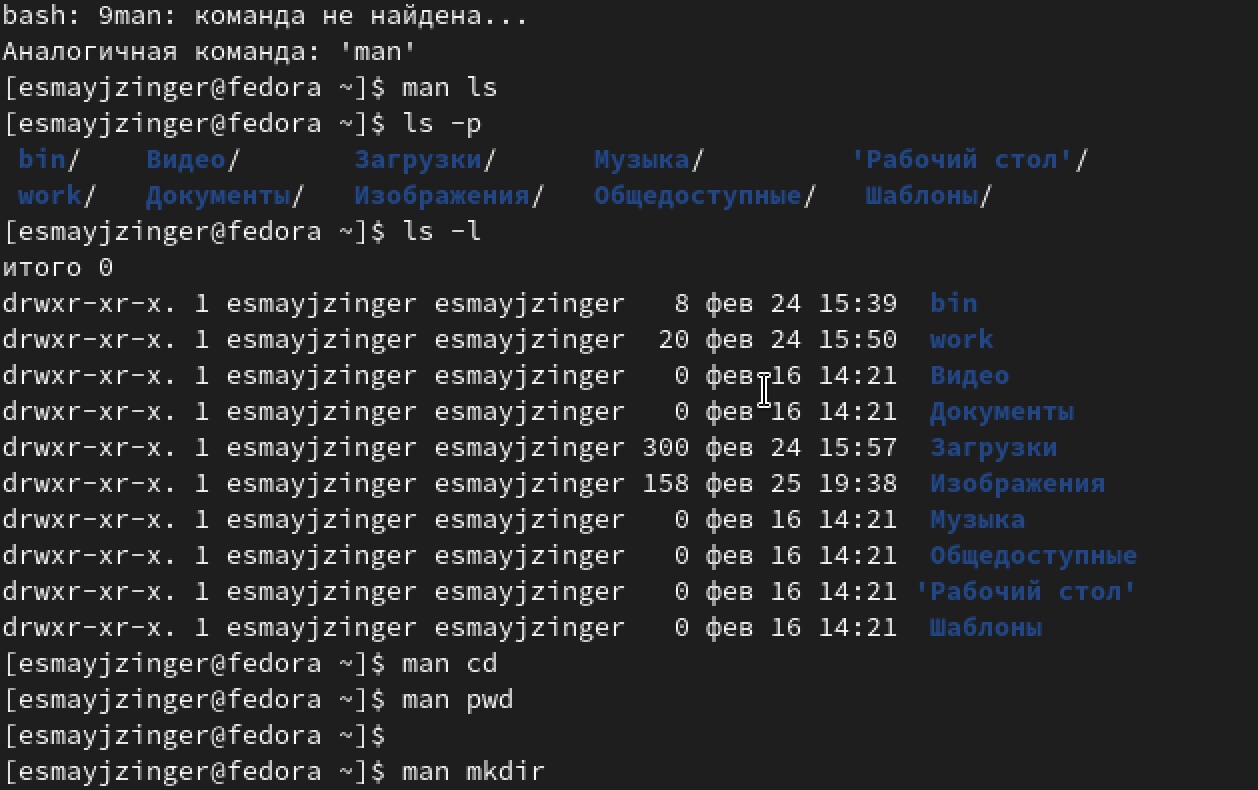 bash: 9man: команда не найдена...
Аналогичная команда: 'man'
[esmayjzinger@fedora ~]$ man ls
[esmayjzinger@fedora ~]$ ls -p
bin/    Видео/       Загрузки/      Музыка/         'Рабочий стол'/
work/   Документы/   Изображения/   Общедоступные/   Шаблоны/
[esmayjzinger@fedora ~]$ ls -l
итого 0
drwxr-xr-x. 1 esmayjzinger esmayjzinger   8 фев 24 15:39  bin
drwxr-xr-x. 1 esmayjzinger esmayjzinger  20 фев 24 15:50  work
drwxr-xr-x. 1 esmayjzinger esmayjzinger   0 фев 16 14:21  Видео
drwxr-xr-x. 1 esmayjzinger esmayjzinger   0 фев 16 14:21  Документы
drwxr-xr-x. 1 esmayjzinger esmayjzinger 300 фев 24 15:57  Загрузки
drwxr-xr-x. 1 esmayjzinger esmayjzinger 158 фев 25 19:38  Изображения
drwxr-xr-x. 1 esmayjzinger esmayjzinger   0 фев 16 14:21  Музыка
drwxr-xr-x. 1 esmayjzinger esmayjzinger   0 фев 16 14:21  Общедоступные
drwxr-xr-x. 1 esmayjzinger esmayjzinger   0 фев 16 14:21 'Рабочий стол'
drwxr-xr-x. 1 esmayjzinger esmayjzinger   0 фев 16 14:21  Шаблоны
[esmayjzinger@fedora ~]$ man cd
[esmayjzinger@fedora ~]$ man pwd
[esmayjzinger@fedora ~]$
[esmayjzinger@fedora ~]$ man mkdir